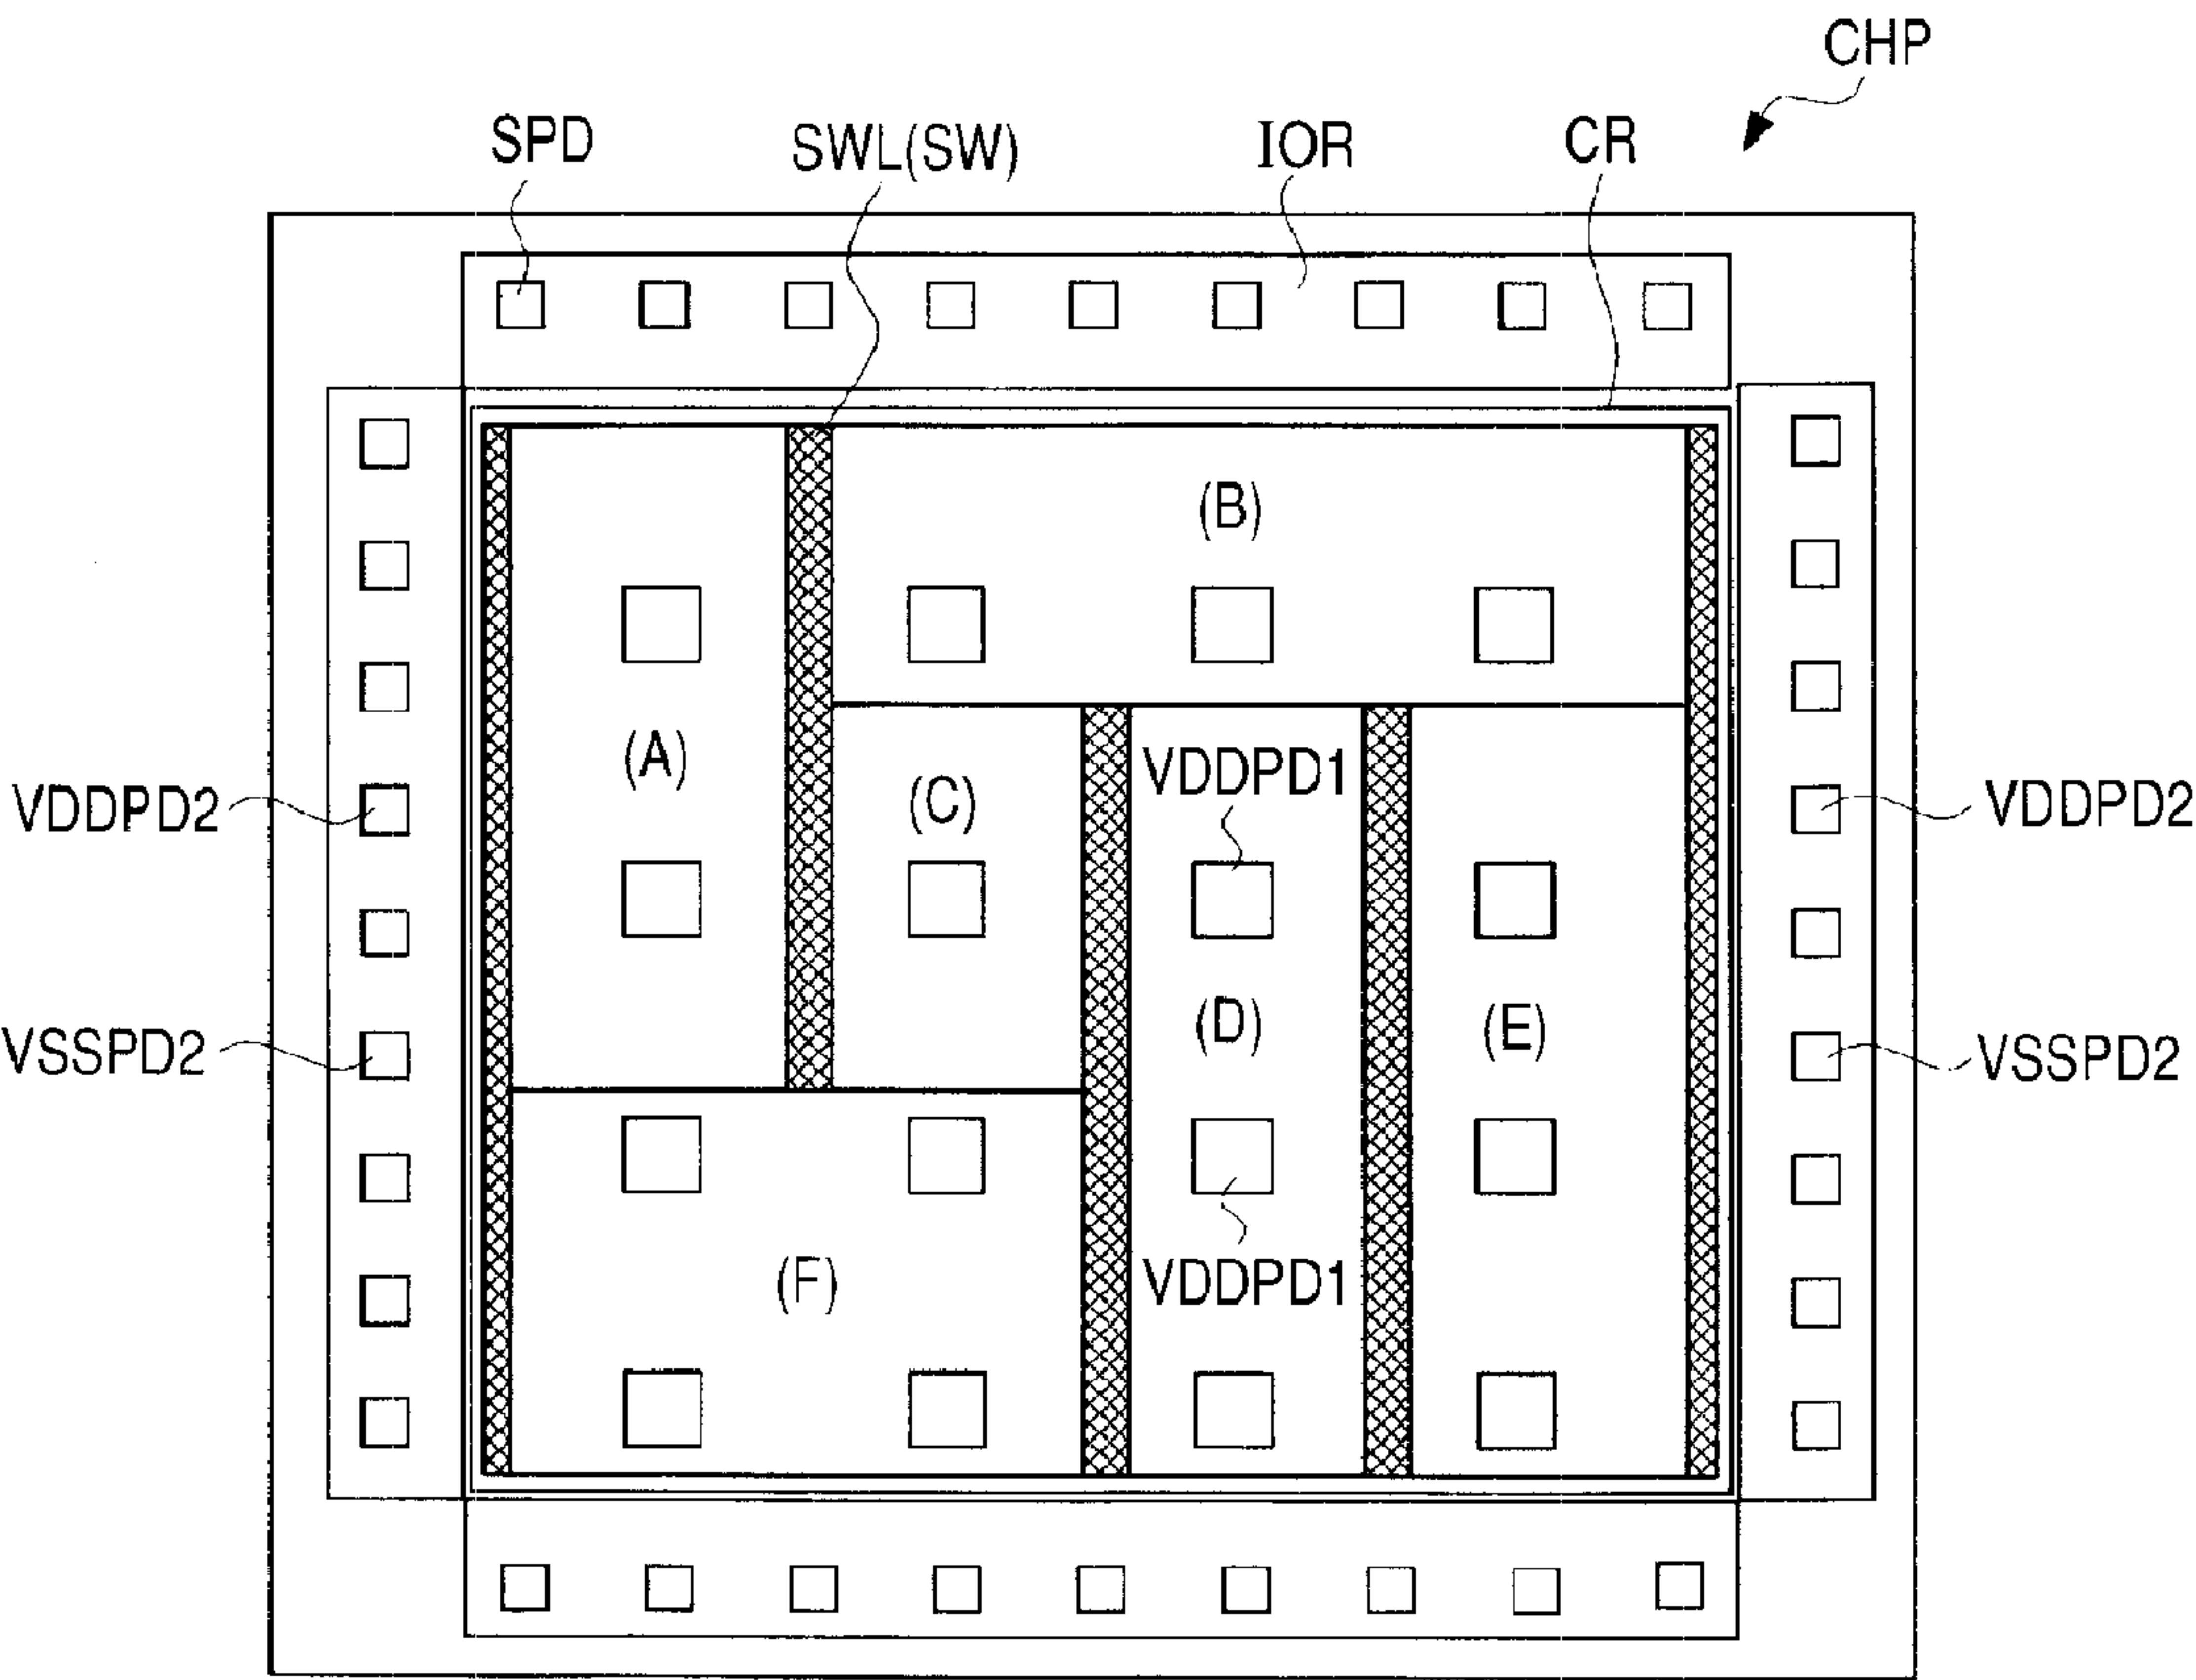 CHP
SPD
SWL(SW)
IOR
CR
(B)
(A)
VDDPD1
(C)
VDDPD2
VDDPD2
(D)
(E)
VSSPD2
VSSPD2
(F)
VDDPD1